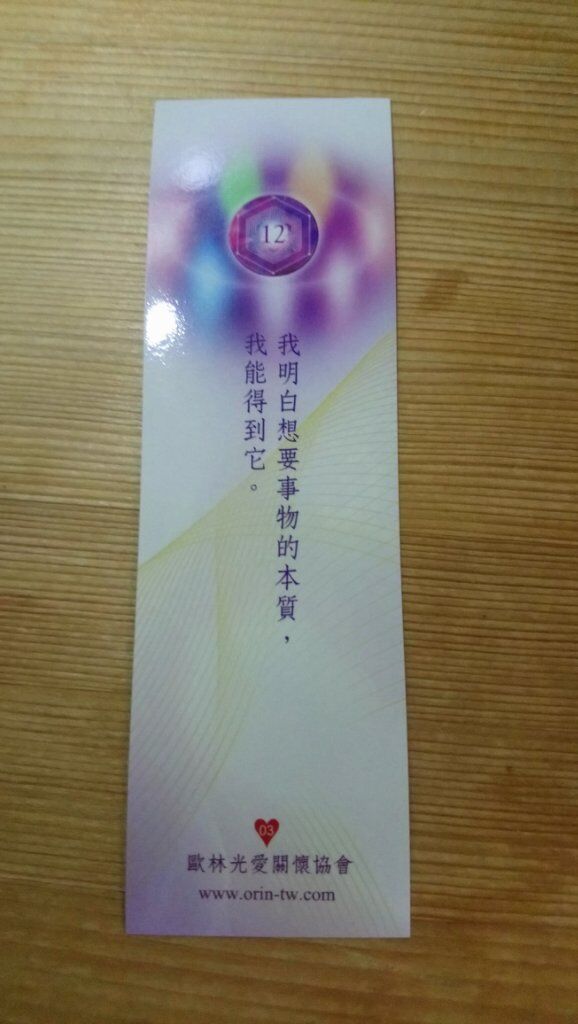 12
我明白想要事物的本質，
我能得到它。
03
歐林光愛關懷協會
www.orin-tw.com